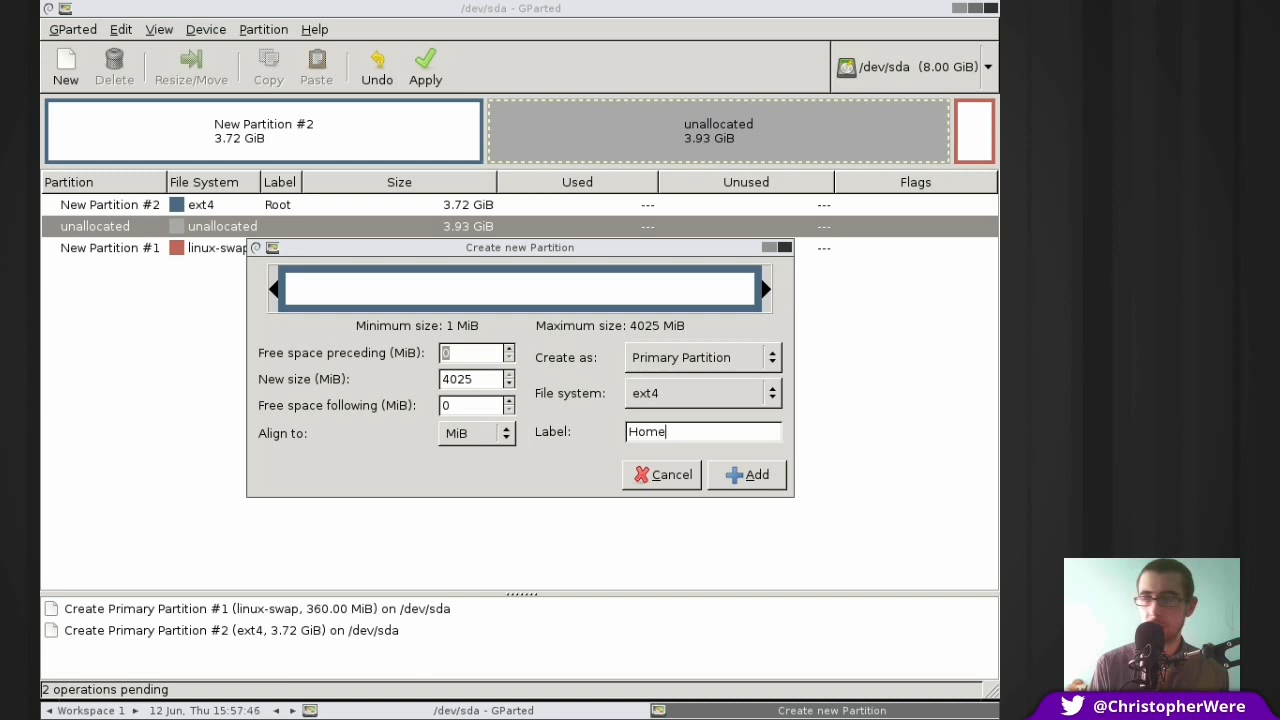 /dev/sda - GParted
GParted Edit View Device Partition Help
New Delete Resize/Move Copy Paste Undo Apply /dev/sda (8.00 GiB)
New Partition #2
3.72 GiB
unallocated
3.93 GiB
Partition File System Label Size Used Unused Flags
New Partition #2 ext4 Root 3.72 GiB --- ---
unallocated unallocated 3.93 GiB
New Partition #1 linux-swap ---
Create new Partition
Minimum size: 1 MiB Maximum size: 4025 MiB
Free space preceding (MiB): 0
Create as: Primary Partition
New size (MiB): 4025
File system: ext4
Free space following (MiB): 0
Align to: MiB
Label: Home
Cancel Add
Create Primary Partition #1 (linux-swap, 360.00 MiB) on /dev/sda
Create Primary Partition #2 (ext4, 3.72 GiB) on /dev/sda
2 operations pending
Workspace 1 12 Jun, Thu 15:57:46 /dev/sda - GParted Create new Partition
@ChristopherWere